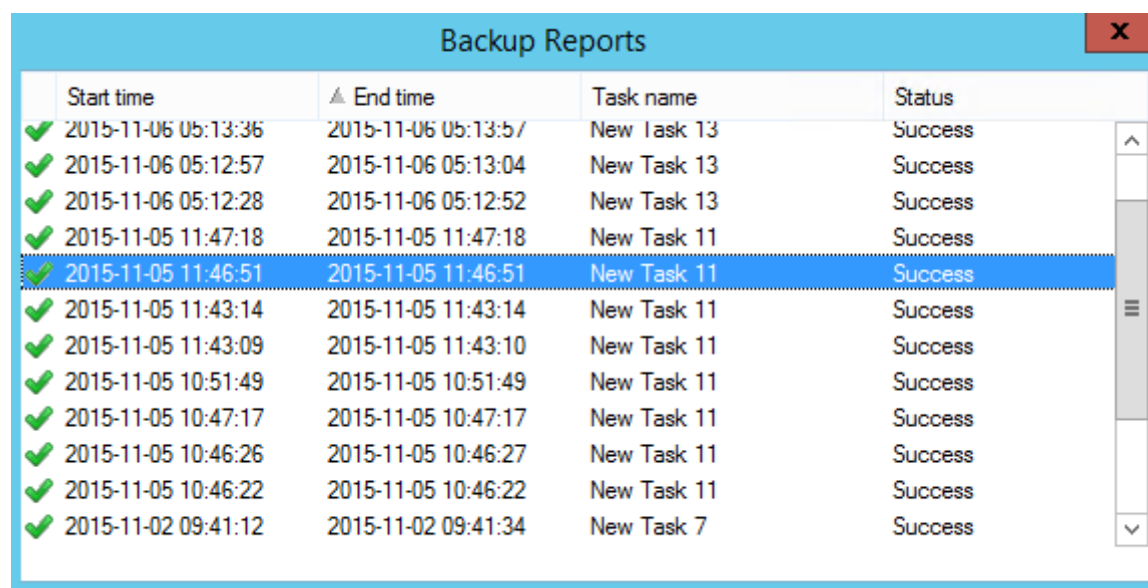 Backup Reports
x
Start time End time Task name Status
2015-11-06 05:13:36 2015-11-06 05:13:57 New Task 13 Success
2015-11-06 05:12:57 2015-11-06 05:13:04 New Task 13 Success
2015-11-06 05:12:28 2015-11-06 05:12:52 New Task 13 Success
2015-11-05 11:47:18 2015-11-05 11:47:18 New Task 11 Success
2015-11-05 11:46:51 2015-11-05 11:46:51 New Task 11 Success
2015-11-05 11:43:14 2015-11-05 11:43:14 New Task 11 Success
2015-11-05 11:43:09 2015-11-05 11:43:10 New Task 11 Success
2015-11-05 10:51:49 2015-11-05 10:51:49 New Task 11 Success
2015-11-05 10:47:17 2015-11-05 10:47:17 New Task 11 Success
2015-11-05 10:46:26 2015-11-05 10:46:27 New Task 11 Success
2015-11-05 10:46:22 2015-11-05 10:46:22 New Task 11 Success
2015-11-02 09:41:12 2015-11-02 09:41:34 New Task 7 Success